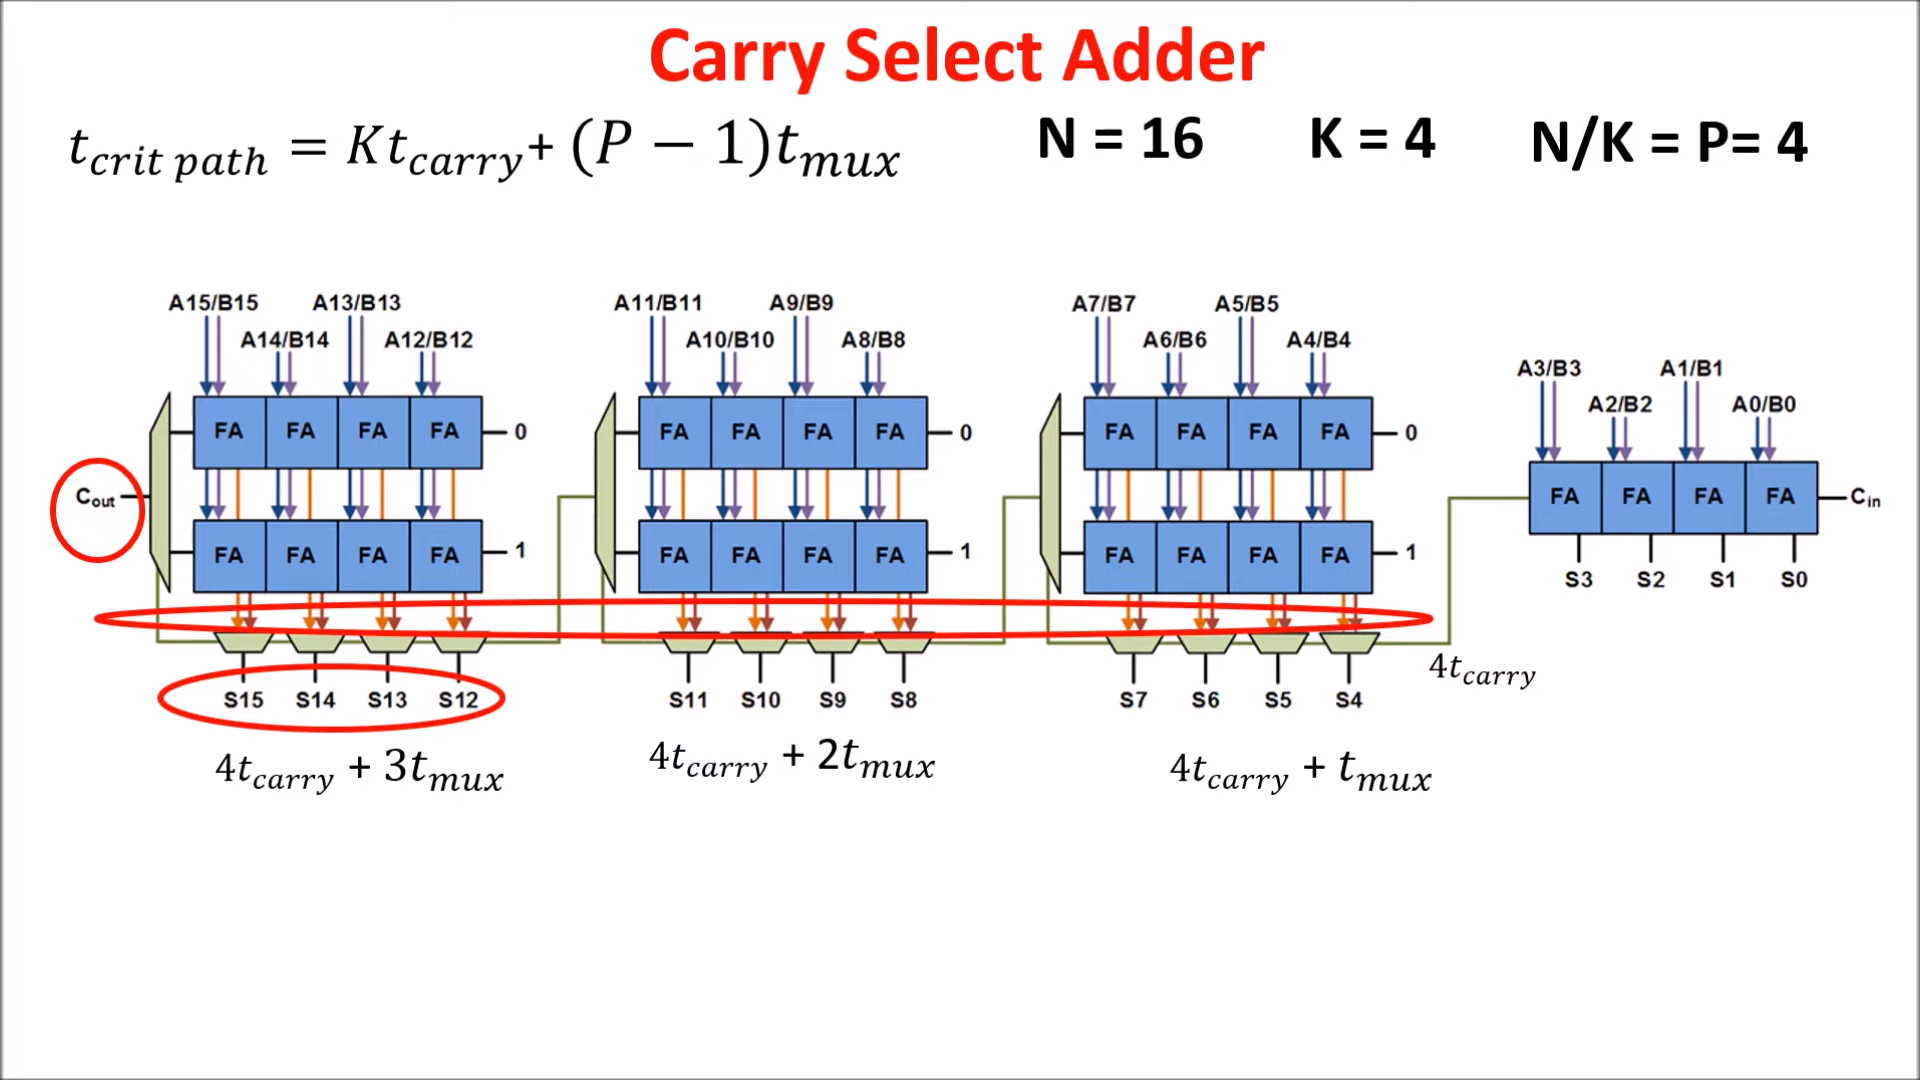 Carry Select Adder
t_crit path = Kt_carry + (P − 1)t_mux N = 16 K = 4 N/K = P= 4
A15/B15 A13/B13 A11/B11 A9/B9 A7/B7 A5/B5
A14/B14 A12/B12 A10/B10 A8/B8 A6/B6 A4/B4
A3/B3 A1/B1
A2/B2 A0/B0
FA FA FA FA 0 FA FA FA FA 0 FA FA FA FA 0
Cout FA FA FA FA Cin
FA FA FA FA 1 FA FA FA FA 1 FA FA FA FA 1
S3 S2 S1 S0
4t_carry
S15 S14 S13 S12 S11 S10 S9 S8 S7 S6 S5 S4
4t_carry + 3t_mux 4t_carry + 2t_mux 4t_carry + t_mux